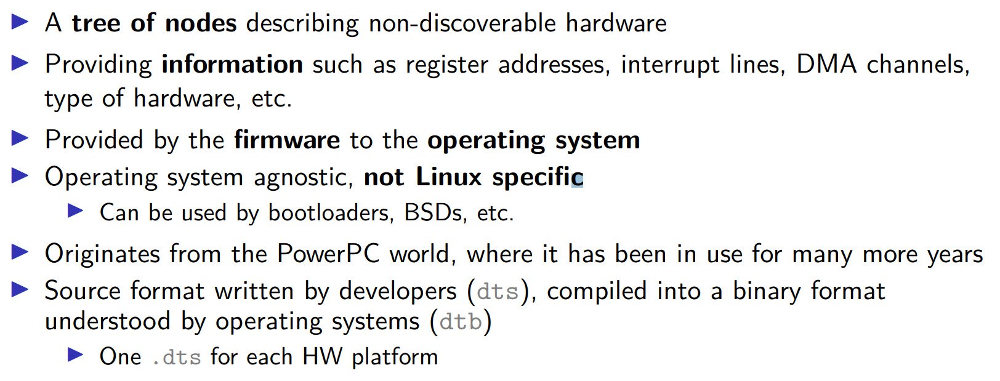 A tree of nodes describing non-discoverable hardware
Providing information such as register addresses, interrupt lines, DMA channels,
type of hardware, etc.
Provided by the firmware to the operating system
Operating system agnostic, not Linux specific
Can be used by bootloaders, BSDs, etc.
Originates from the PowerPC world, where it has been in use for many more years
Source format written by developers (dts), compiled into a binary format
understood by operating systems (dtb)
One .dts for each HW platform